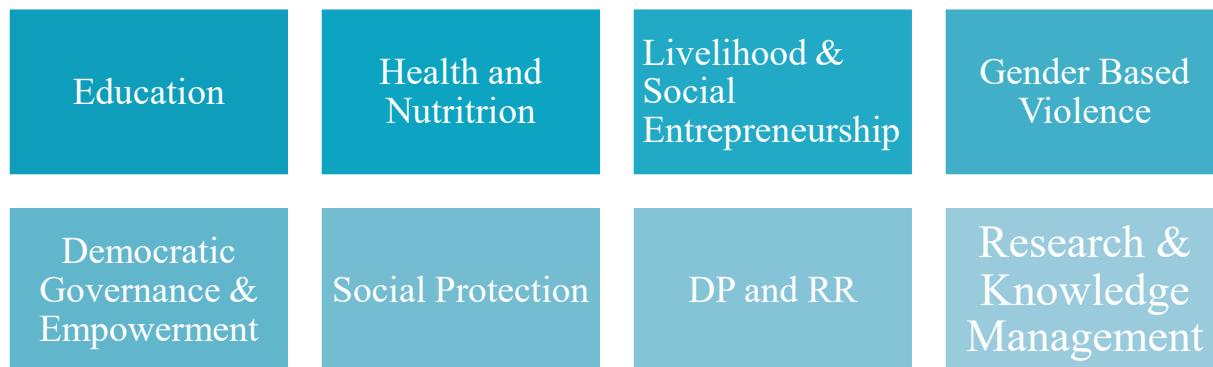 Education
Health and
Nutritrion
Livelihood &
Social
Entrepreneurship
Gender Based
Violence
Democratic
Governance &
Empowerment
Social Protection
DP and RR
Research &
Knowledge
Management